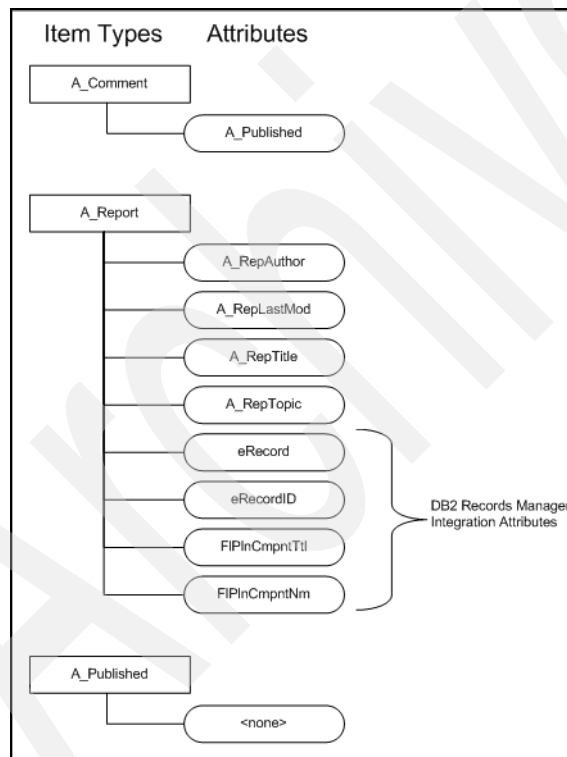 Item Types Attributes
A_Comment
A_Published
A_Report
A_RepAuthor
A_RepLastMod
A_RepTitle
A_RepTopic
eRecord
eRecordID
FlPlnCmpntTtl
FlPlnCmpntNm
DB2 Records Manager
Integration Attributes
A_Published
<none>